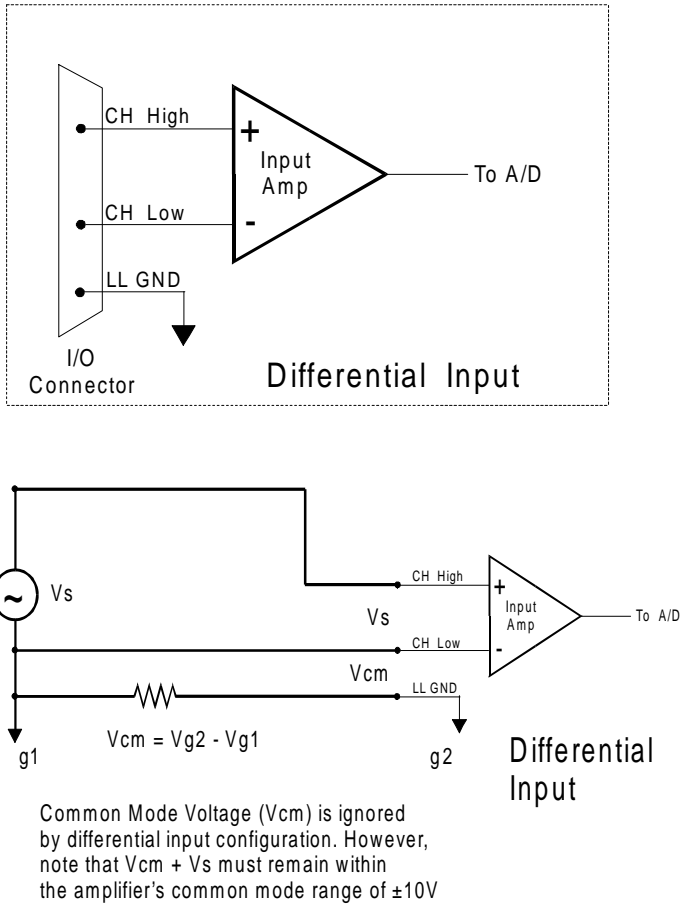 CH High
+
Input
Amp
To A/D
CH Low
-
LL GND
I/O
Connector
Differential Input
~
Vs
CH High
+
Input
Amp
To A/D
Vs
CH Low
-
Vcm
LL GND
Vcm = Vg2 - Vg1
g1
g2
Differential
Input
Common Mode Voltage (Vcm) is ignored
by differential input configuration. However,
note that Vcm + Vs must remain within
the amplifier's common mode range of ±10V